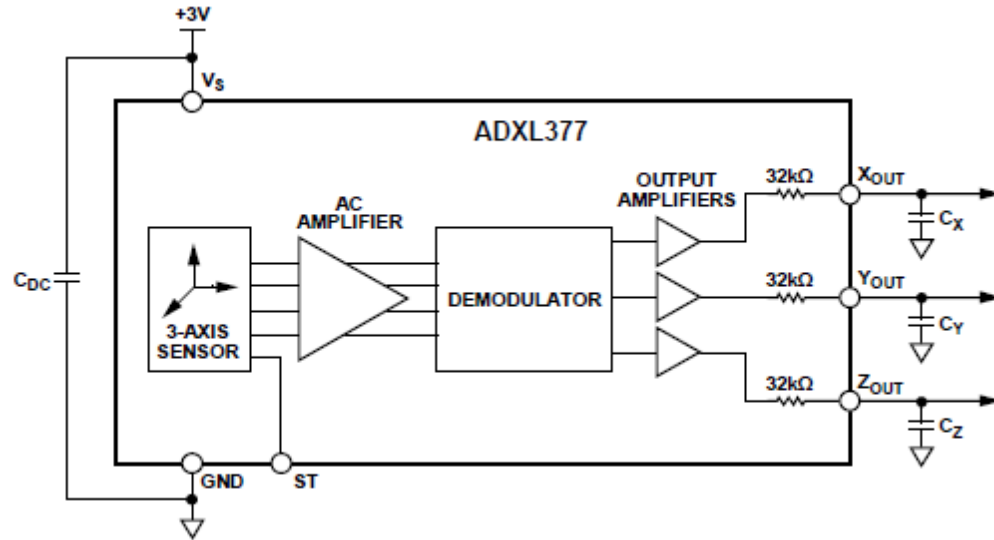 +3V
VS
ADXL377
OUTPUT
AMPLIFIERS
32kΩ
XOUT
CX
AC
AMPLIFIER
3-AXIS
SENSOR
DEMODULATOR
32kΩ
YOUT
CY
CDC
32kΩ
ZOUT
CZ
GND
ST